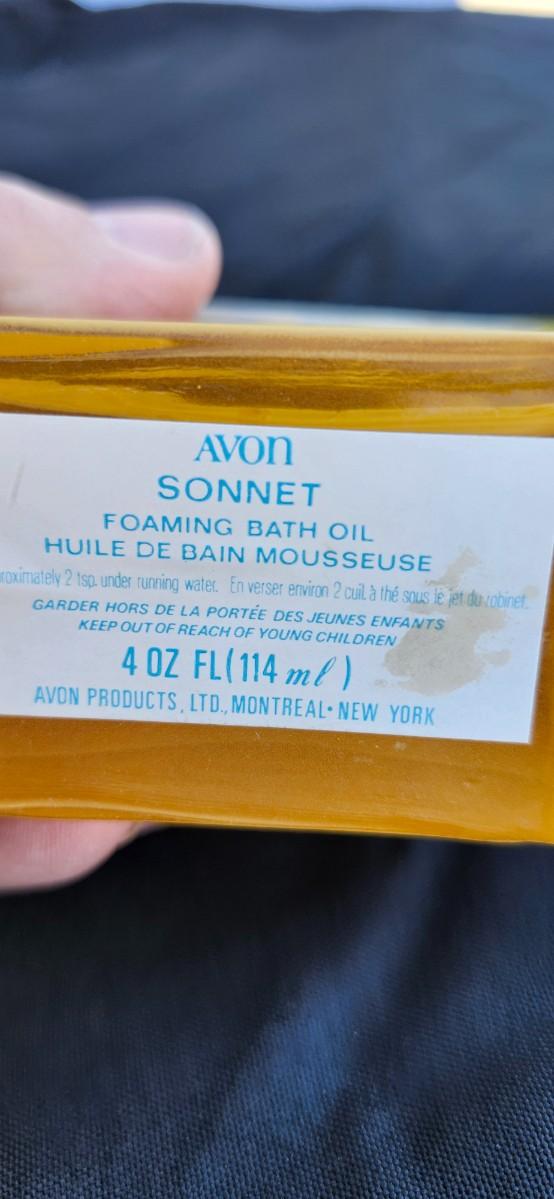 AVON
SONNET
FOAMING BATH OIL
HUILE DE BAIN MOUSSEUSE
2 tsp. under running water. En verser environ 2 cuil. à thé sous le jet du robinet.
GARDER HORS DE LA PORTÉE DES JEUNES ENFANTS
KEEP OUT OF REACH OF YOUNG CHILDREN
4 OZ FL(114 ml)
AVON PRODUCTS, LTD., MONTREAL• NEW YORK